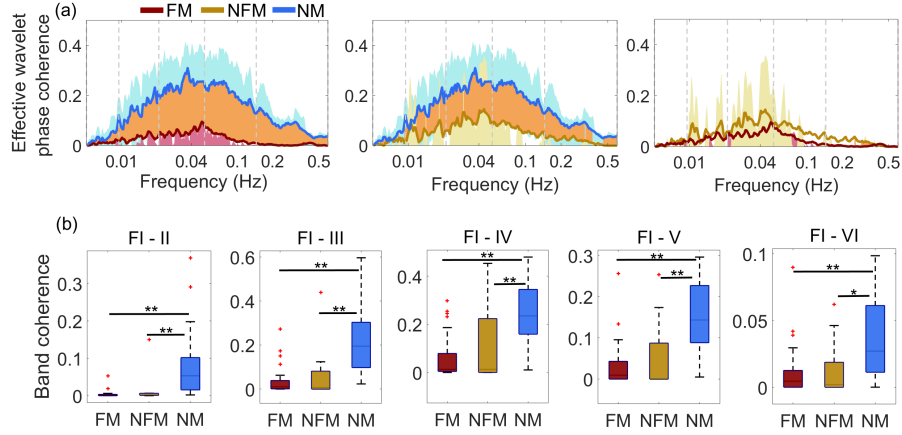 (a)
FM NFM NM
Effective wavelet
phase coherence
0.4
0.2
0
0.01 0.04 0.1 0.2 0.5
Frequency (Hz)
0.4
0.2
0
0.01 0.04 0.1 0.2 0.5
Frequency (Hz)
0.4
0.2
0
0.01 0.04 0.1 0.2 0.5
Frequency (Hz)
(b)
Band coherence
FI - II
0.3
0.2
0.1
0
**
**
FM NFM NM
FI - III
0.6
0.4
0.2
0
**
**
FM NFM NM
FI - IV
0.4
0.2
0
**
**
FM NFM NM
FI - V
0.3
0.2
0.1
0
**
**
FM NFM NM
FI - VI
0.1
0.05
0
**
*
FM NFM NM